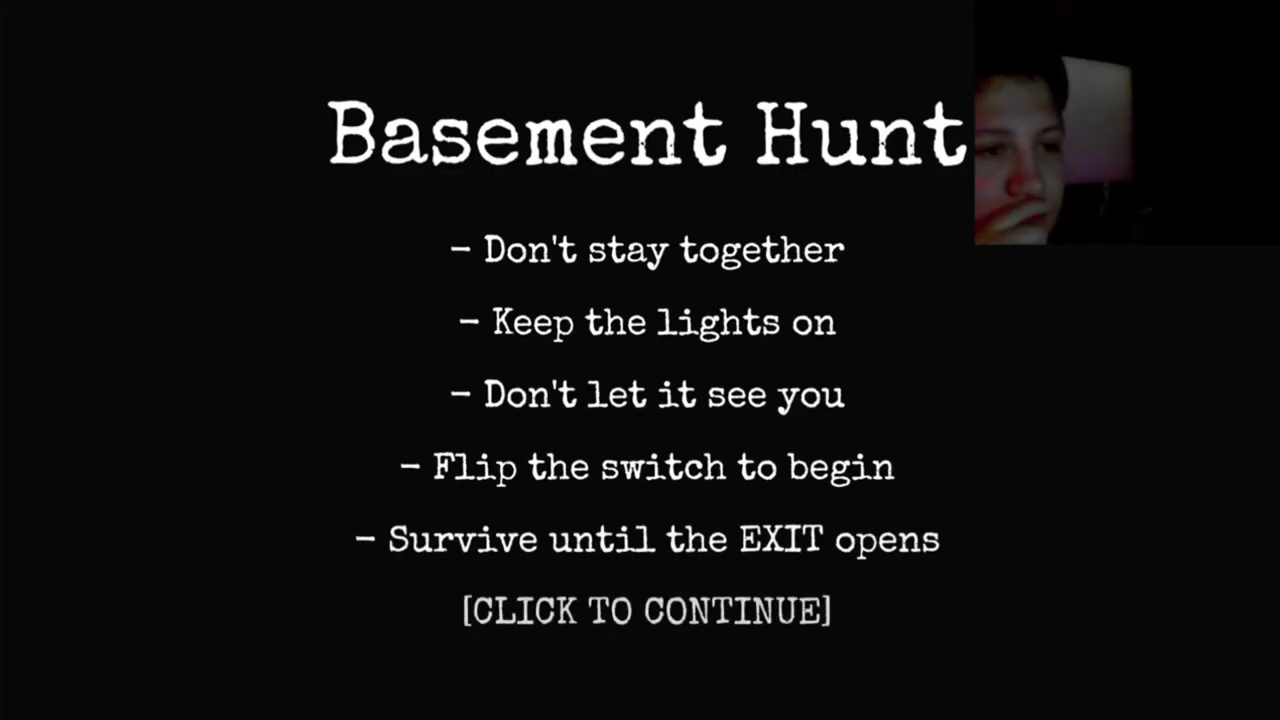 Basement Hunt
- Don't stay together
- Keep the lights on
- Don't let it see you
- Flip the switch to begin
- Survive until the EXIT opens
[CLICK TO CONTINUE]